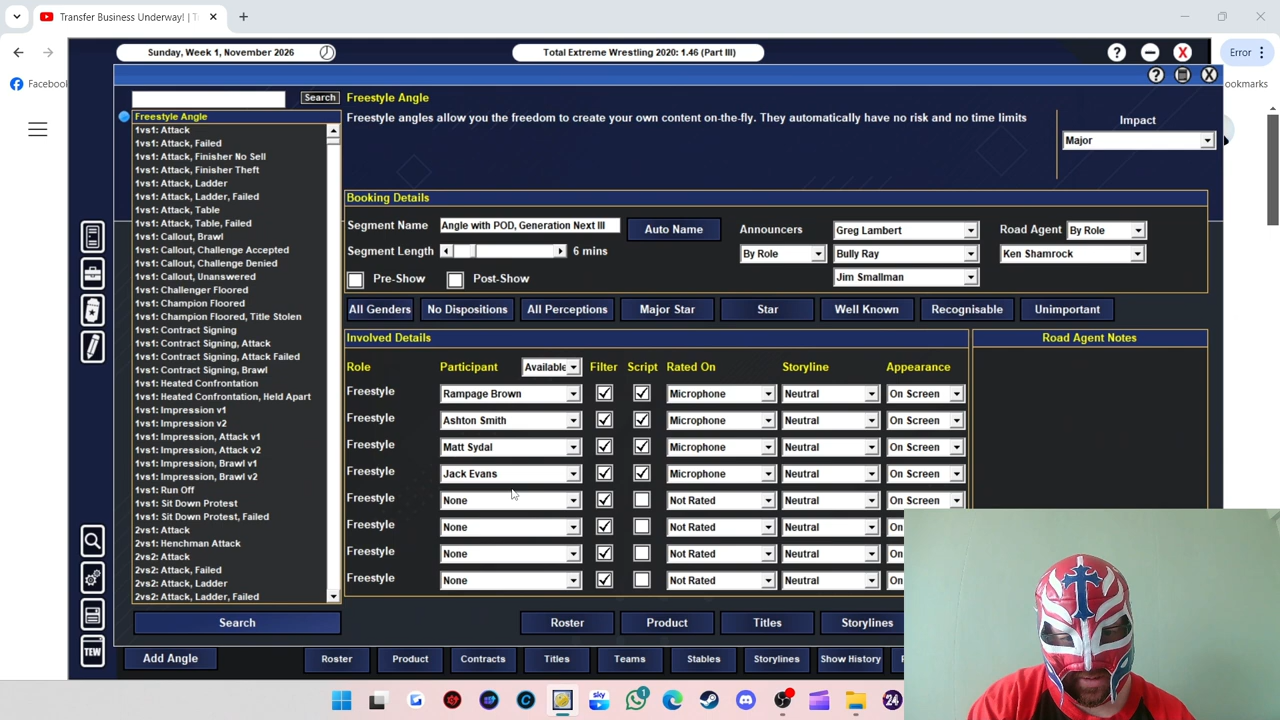 Transfer Business Underway! | T
Error
Facebook
ookmarks
Sunday, Week 1, November 2026
Total Extreme Wrestling 2020: 1.46 (Part III)
Search
Freestyle Angle
1vs1: Attack
1vs1: Attack, Failed
1vs1: Attack, Finisher No Sell
1vs1: Attack, Finisher Theft
1vs1: Attack, Ladder
1vs1: Attack, Ladder, Failed
1vs1: Attack, Table
1vs1: Attack, Table, Failed
1vs1: Callout, Brawl
1vs1: Callout, Challenge Accepted
1vs1: Callout, Challenge Denied
1vs1: Callout, Unanswered
1vs1: Challenger Floored
1vs1: Champion Floored
1vs1: Champion Floored, Title Stolen
1vs1: Contract Signing
1vs1: Contract Signing, Attack
1vs1: Contract Signing, Attack Failed
1vs1: Contract Signing, Brawl
1vs1: Heated Confrontation
1vs1: Heated Confrontation, Held Apart
1vs1: Impression v1
1vs1: Impression v2
1vs1: Impression, Attack v1
1vs1: Impression, Attack v2
1vs1: Impression, Brawl v1
1vs1: Impression, Brawl v2
1vs1: Run Off
1vs1: Sit Down Protest
1vs1: Sit Down Protest, Failed
2vs1: Attack
2vs1: Henchman Attack
2vs2: Attack
2vs2: Attack, Failed
2vs2: Attack, Ladder
2vs2: Attack, Ladder, Failed
Search
Freestyle Angle
Freestyle angles allow you the freedom to create your own content on-the-fly. They automatically have no risk and no time limits
Impact
Major
Booking Details
Segment Name Angle with POD, Generation Next III Auto Name Announcers Greg Lambert Road Agent By Role
Segment Length 6 mins By Role Bully Ray Ken Shamrock
Pre-Show Post-Show Jim Smallman
All Genders No Dispositions All Perceptions Major Star Star Well Known Recognisable Unimportant
Involved Details
Road Agent Notes
Role Participant Available Filter Script Rated On Storyline Appearance
Freestyle Rampage Brown Microphone Neutral On Screen
Freestyle Ashton Smith Microphone Neutral On Screen
Freestyle Matt Sydal Microphone Neutral On Screen
Freestyle Jack Evans Microphone Neutral On Screen
Freestyle None Not Rated Neutral On Screen
Freestyle None Not Rated Neutral On
Freestyle None Not Rated Neutral On
Freestyle None Not Rated Neutral On
Roster Product Titles Storylines
Add Angle Roster Product Contracts Titles Teams Stables Storylines Show History
TEW
sky
1
24